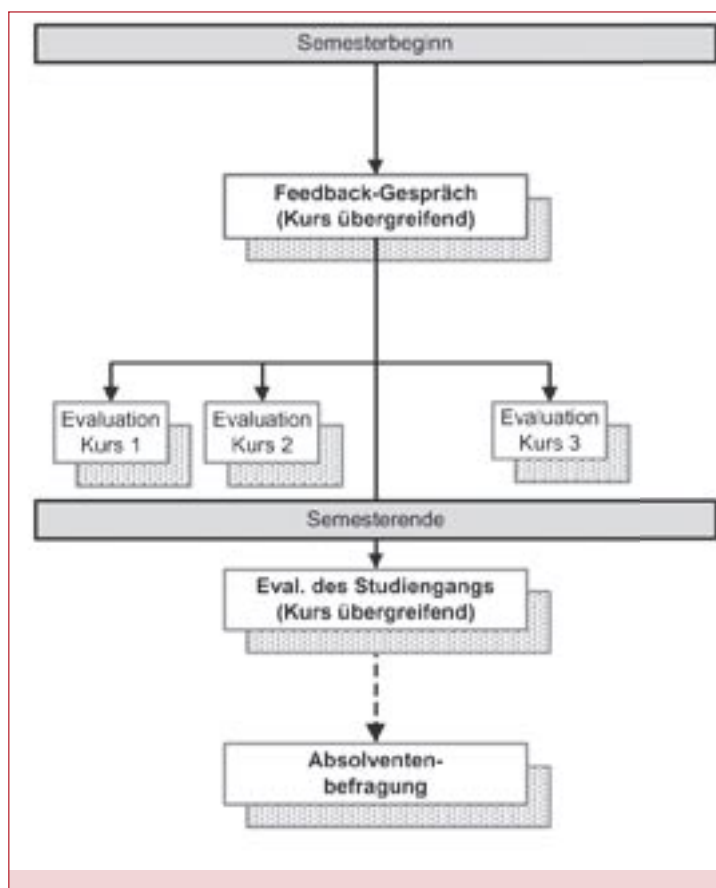 Semesterbeginn
Feedback-Gespräch
(Kurs übergreifend)
Evaluation
Kurs 1
Evaluation
Kurs 2
Evaluation
Kurs 3
Semesterende
Eval. des Studiengangs
(Kurs übergreifend)
Absolventen-
befragung